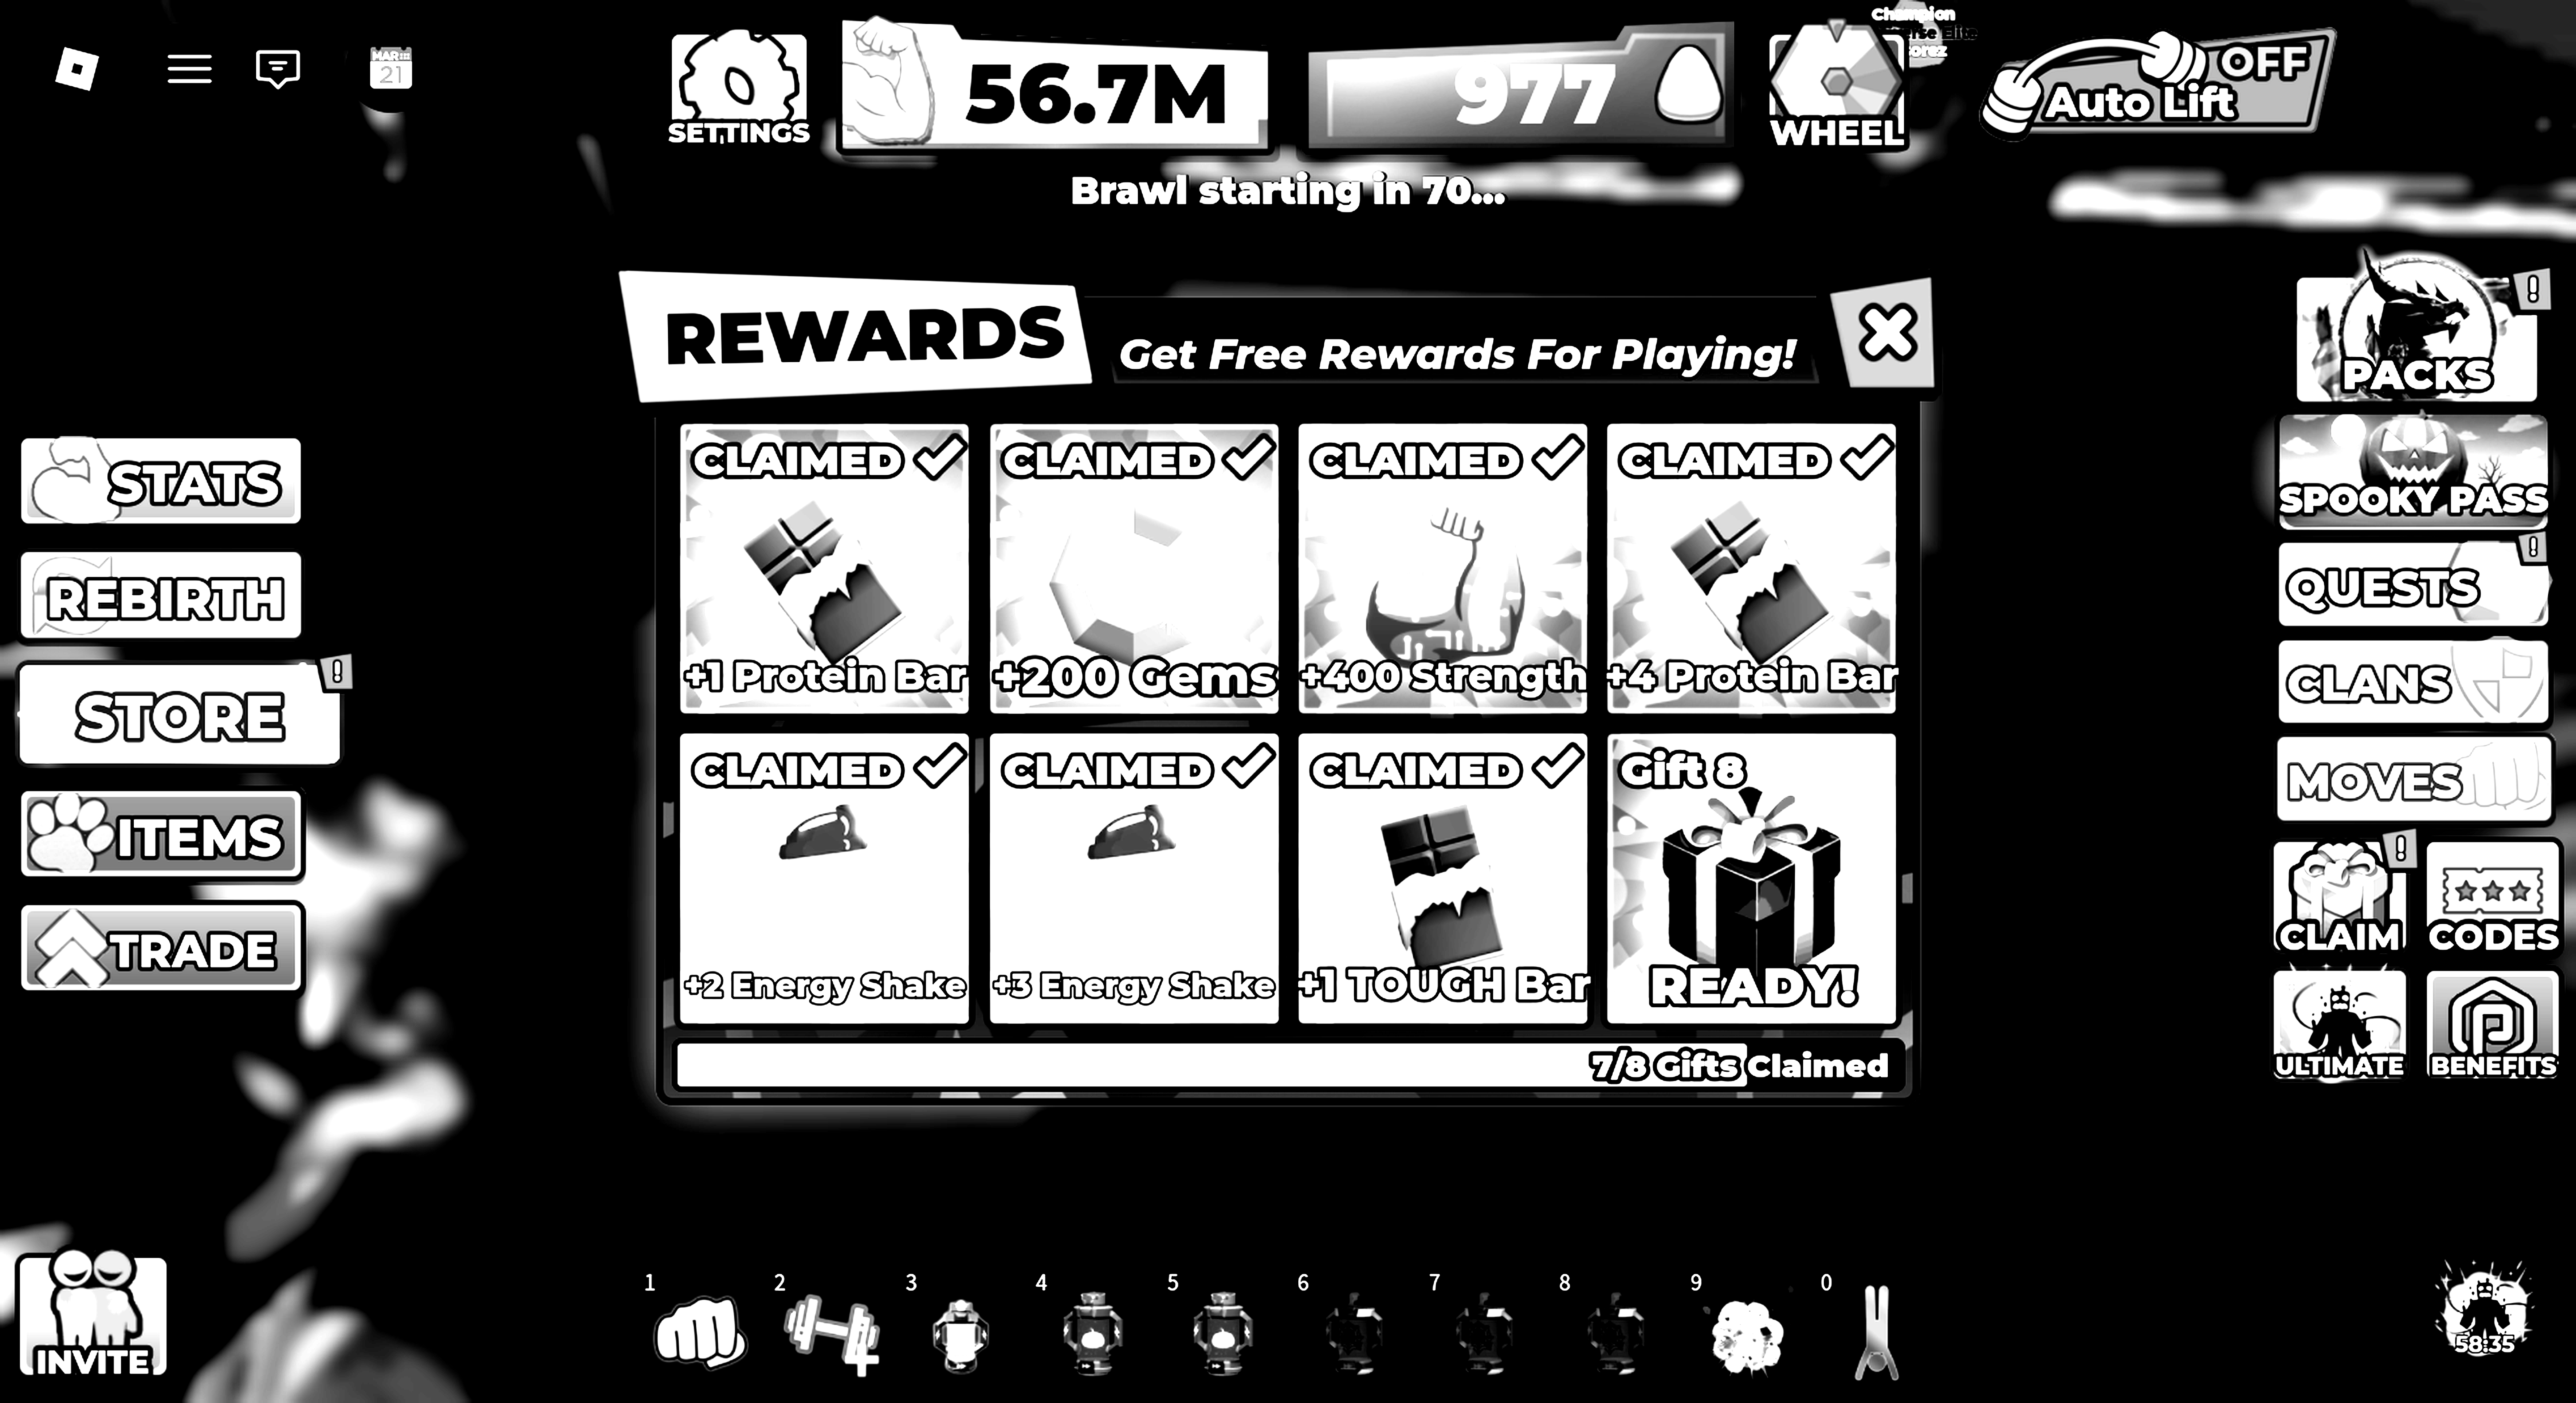 MAR
21
SETTINGS
56.7M
977
WHEEL
Champion
OFF
Auto Lift
Brawl starting in 70...
REWARDS
Get Free Rewards For Playing!
PACKS
!
STATS
REBIRTH
STORE
!
ITEMS
TRADE
CLAIMED
CLAIMED
CLAIMED
CLAIMED
+1 Protein Bar
+200 Gems
+400 Strength
+4 Protein Bar
CLAIMED
CLAIMED
CLAIMED
Gift 8
+2 Energy Shake
+3 Energy Shake
+1 TOUGH Bar
READY!
7/8 Gifts Claimed
SPOOKY PASS
QUESTS
!
CLANS
MOVES
CLAIM
!
CODES
ULTIMATE
BENEFITS
INVITE
1
2
3
4
5
6
7
8
9
0
58:35